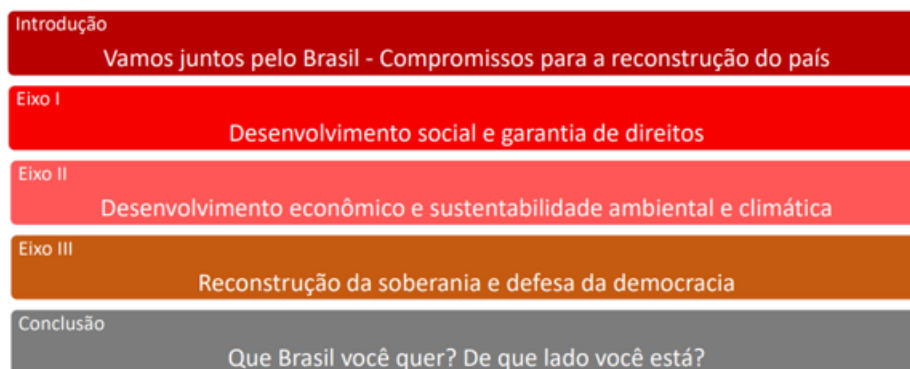 Introdução
Vamos juntos pelo Brasil - Compromissos para a reconstrução do país
Eixo I
Desenvolvimento social e garantia de direitos
Eixo II
Desenvolvimento econômico e sustentabilidade ambiental e climática
Eixo III
Reconstrução da soberania e defesa da democracia
Conclusão
Que Brasil você quer? De que lado você está?